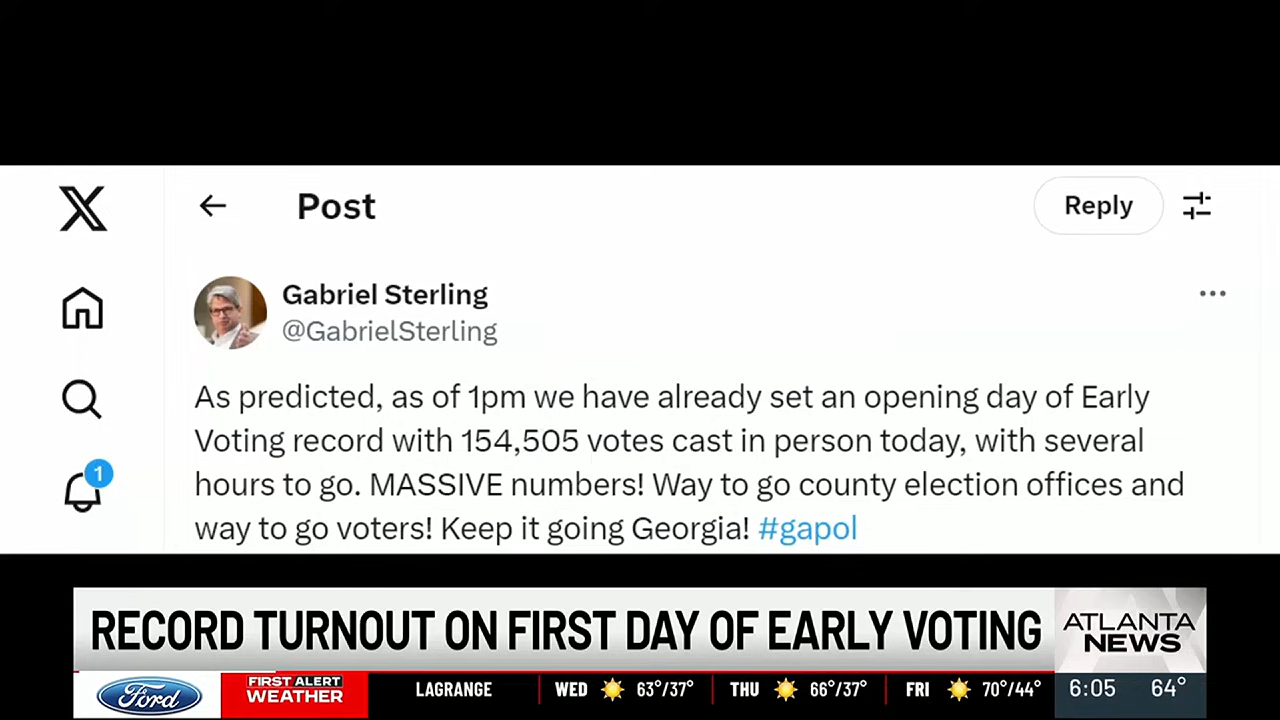 X
Post
Reply
Gabriel Sterling
@GabrielSterling
As predicted, as of 1pm we have already set an opening day of Early
Voting record with 154,505 votes cast in person today, with several
hours to go. MASSIVE numbers! Way to go county election offices and
way to go voters! Keep it going Georgia! #gapol
1
RECORD TURNOUT ON FIRST DAY OF EARLY VOTING
ATLANTA
NEWS
Ford
FIRST ALERT
WEATHER
LAGRANGE
WED 63°/37°
THU 66°/37°
FRI 70°/44°
6:05 64°